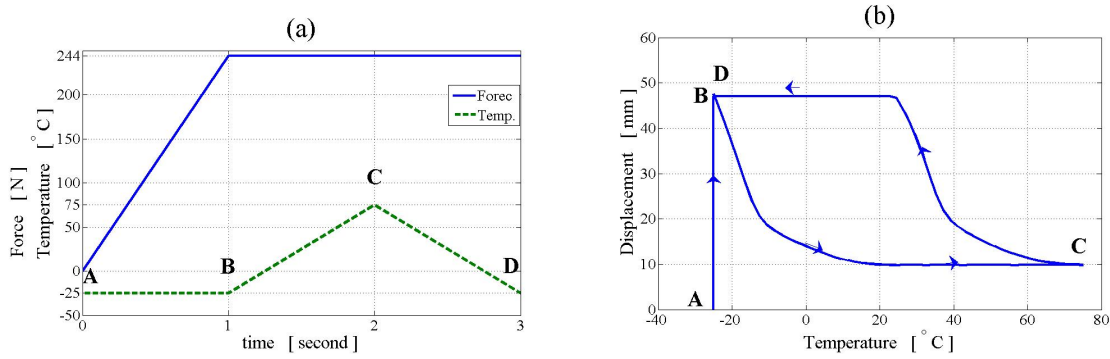 (a)
244
200
150
100
75
50
0
-25
-50
0
1
2
3
Force [ N ]
Temperature [ °C ]
time [ second ]
Forec
Temp.
A
B
C
D
(b)
60
50
40
30
20
10
0
-40
-20
0
20
40
60
80
Displacement [ mm ]
Temperature [ °C ]
D
B
A
C